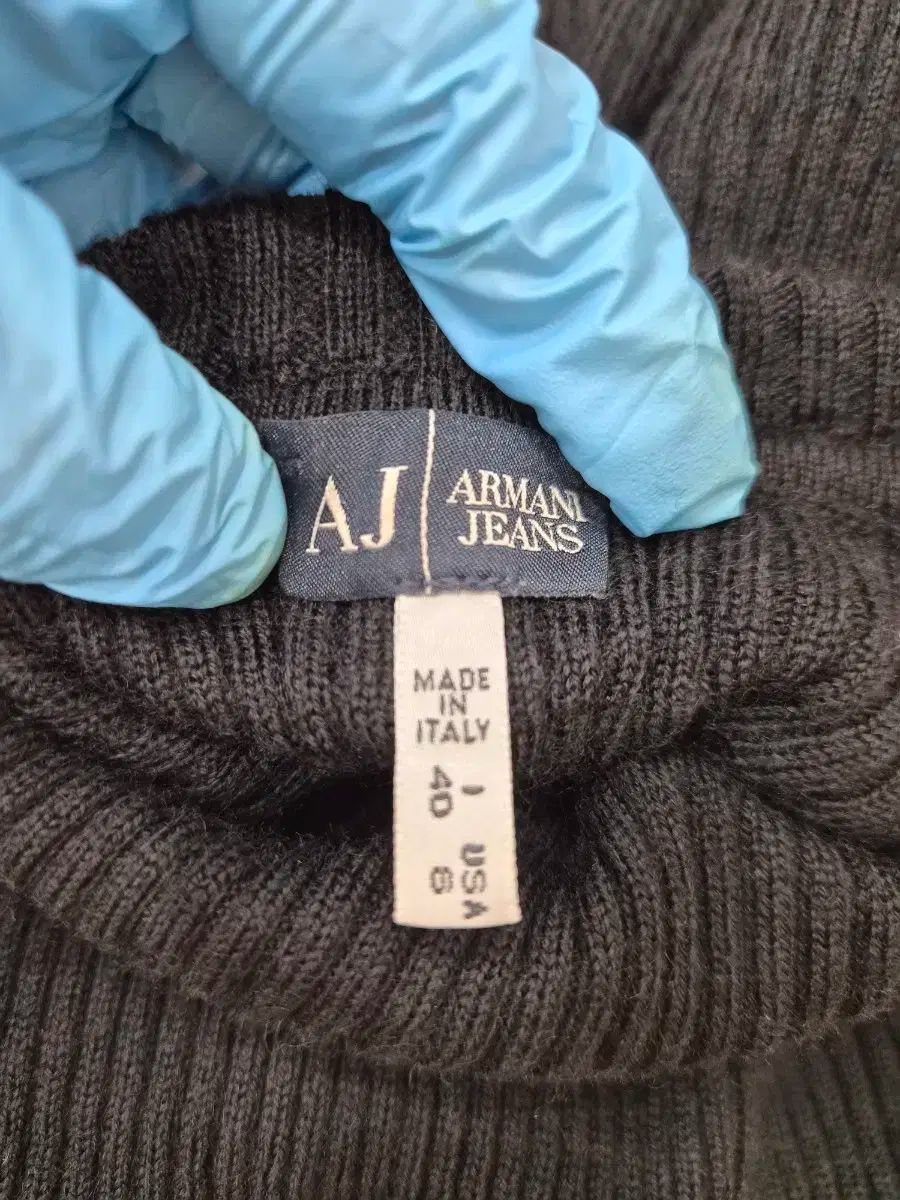 AJ
ARMANI
JEANS
MADE
IN
ITALY
I USA
40 6